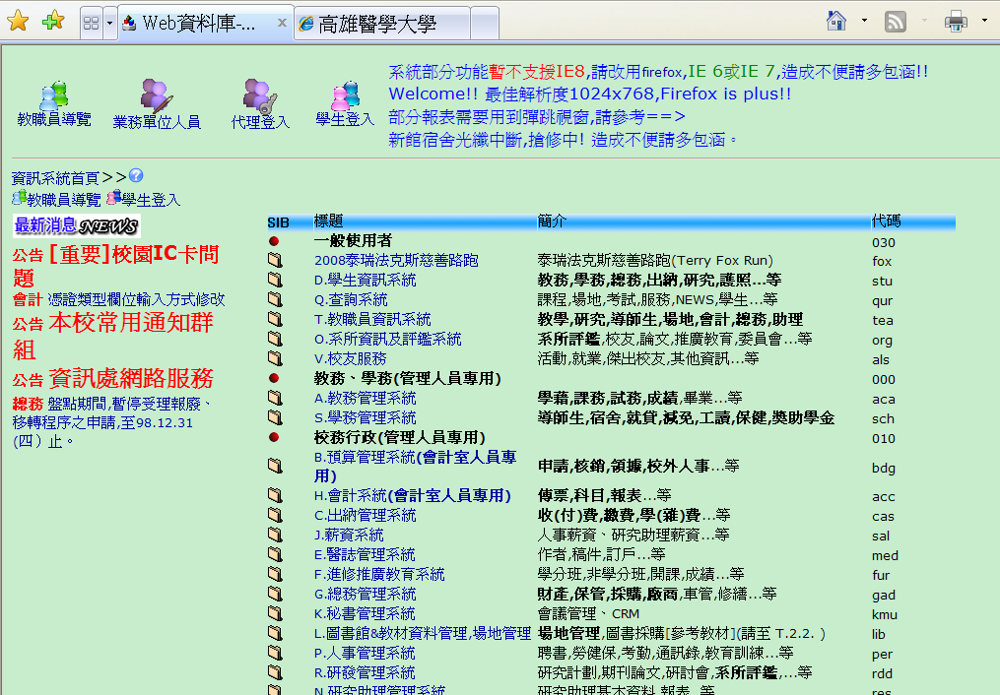 Web資料庫-... 高雄醫學大學
系統部分功能暫不支援IE8,請改用firefox,IE 6或IE 7,造成不便請多包涵!!
Welcome!! 最佳解析度1024x768,Firefox is plus!!
部分報表需要用到彈跳視窗,請參考==>
新館宿舍光纖中斷,搶修中! 造成不便請多包涵。
教職員導覽 業務單位人員 代理登入 學生登入
資訊系統首頁>>
教職員導覽 學生登入
最新消息NEWS
公告 [重要]校園IC卡問
題
會計 憑證類型欄位輸入方式修改
公告 本校常用通知群
組
公告 資訊處網路服務
總務 盤點期間,暫停受理報廢、
移轉程序之申請,至98.12.31
(四）止。
SIB 標題 簡介 代碼
一般使用者 030
2008泰瑞法克斯慈善路跑 泰瑞法克斯慈善路跑(Terry Fox Run) fox
D.學生資訊系統 教務,學務,總務,出納,研究,護照...等 stu
Q.查詢系統 課程,場地,考試,服務,NEWS,學生...等 qur
T.教職員資訊系統 教學,研究,導師生,場地,會計,總務,助理 tea
O.系所資訊及評鑑系統 系所評鑑,校友,論文,推廣教育,委員會...等 org
V.校友服務 活動,就業,傑出校友,其他資訊...等 als
教務、學務(管理人員專用) 000
A.教務管理系統 學藉,課務,試務,成績,畢業...等 aca
S.學務管理系統 導師生,宿舍,就貸,減免,工讀,保健,獎助學金 sch
校務行政(管理人員專用) 010
B.預算管理系統(會計室人員專
用) 申請,核銷,領據,校外人事...等 bdg
H.會計系統(會計室人員專用) 傳票,科目,報表...等 acc
C.出納管理系統 收(付)費,繳費,學(雜)費...等 cas
J.薪資系統 人事薪資、研究助理薪資...等 sal
E.醫誌管理系統 作者,稿件,訂戶...等 med
F.進修推廣教育系統 學分班,非學分班,開課,成績...等 fur
G.總務管理系統 財產,保管,採購,廠商,車管,修繕...等 gad
K.秘書管理系統 會議管理、CRM kmu
L.圖書館&教材資料管理,場地管理 場地管理,圖書採購[參考教材](請至 T.2.2. ) lib
P.人事管理系統 聘書,勞健保,考勤,通訊錄,教育訓練...等 per
R.研發管理系統 研究計劃,期刊論文,研討會,系所評鑑,...等 rdd
N.研究助理管理系統 研究助理基本資料,報表...等 res